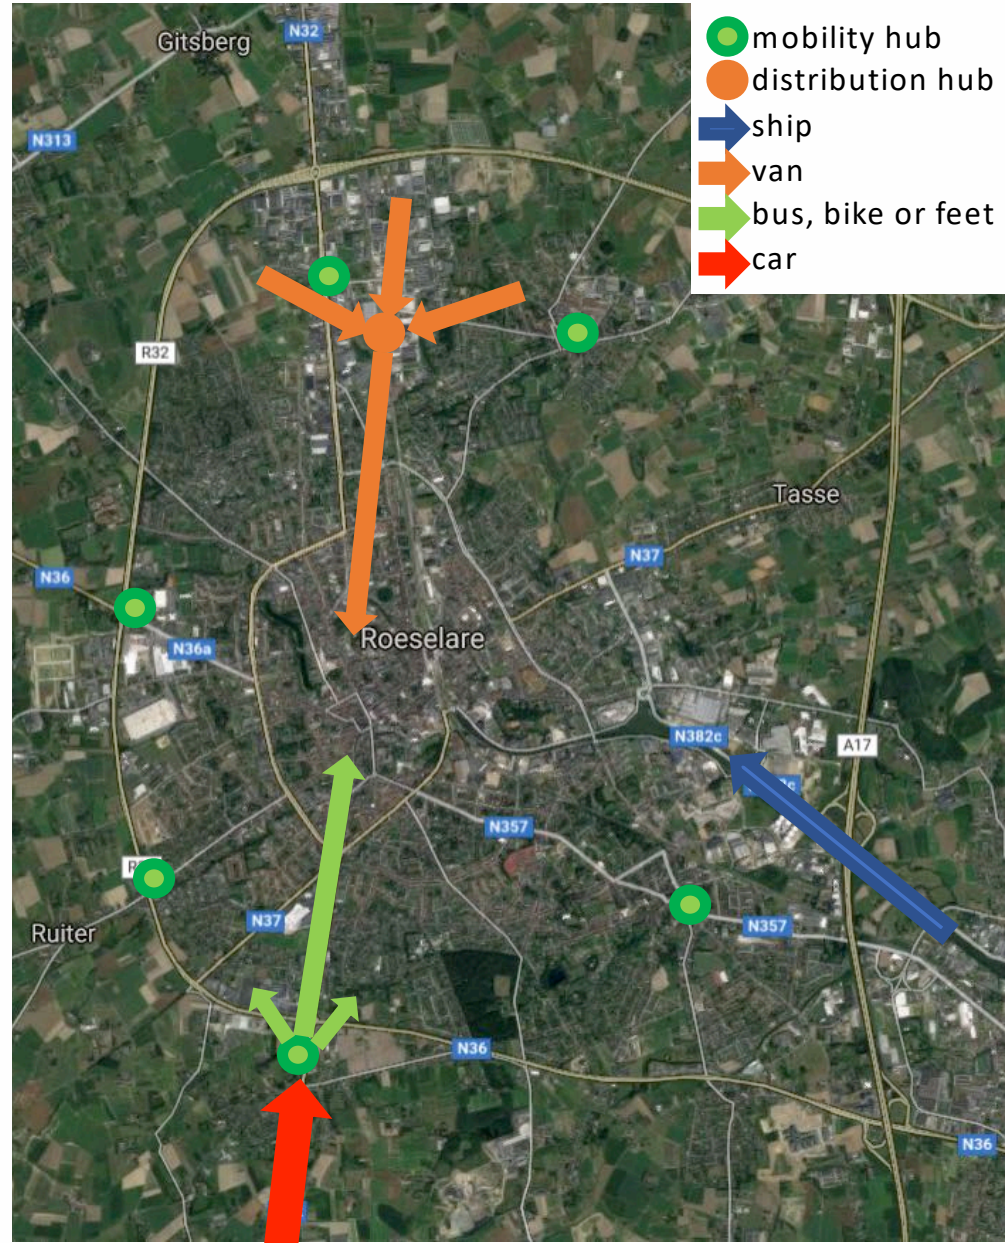 Gitsberg
N32
mobility hub
distribution hub
ship
van
bus, bike or feet
car
N313
R32
Tasse
N37
N36
N36a
Roeselare
N382c
A17
N357
N37
Ruiter
N357
N36
N36